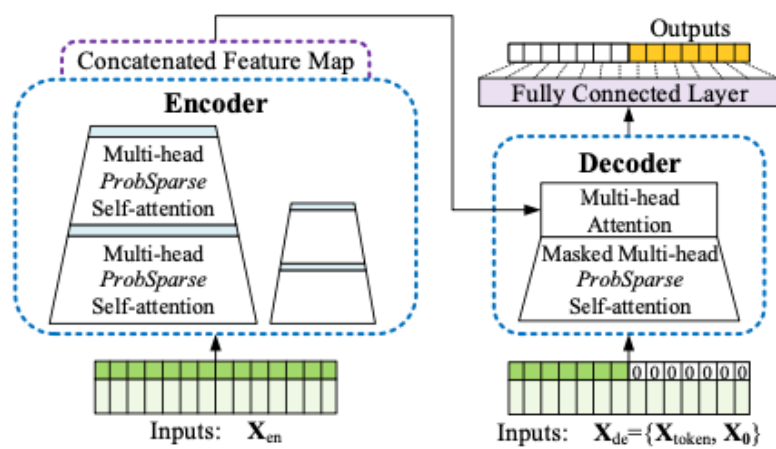 Concatenated Feature Map
Encoder
Multi-head
ProbSparse
Self-attention
Multi-head
ProbSparse
Self-attention
Inputs: Xen
Outputs
Fully Connected Layer
Decoder
Multi-head
Attention
Masked Multi-head
ProbSparse
Self-attention
0 0 0 0 0 0 0
Inputs: Xde={Xtoken, X0}